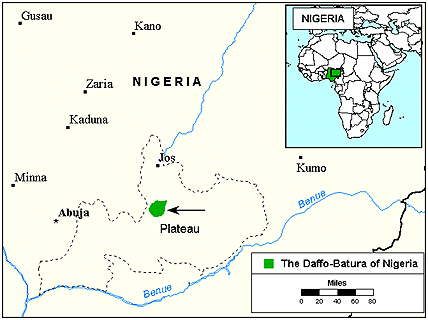 Gusau
Kano
NIGERIA
Zaria
NIGERIA
Kaduna
Jos
Kumo
Minna
Abuja
Benue
Plateau
The Daffo-Batura of Nigeria
Miles
0 20 40 60 80
Benue